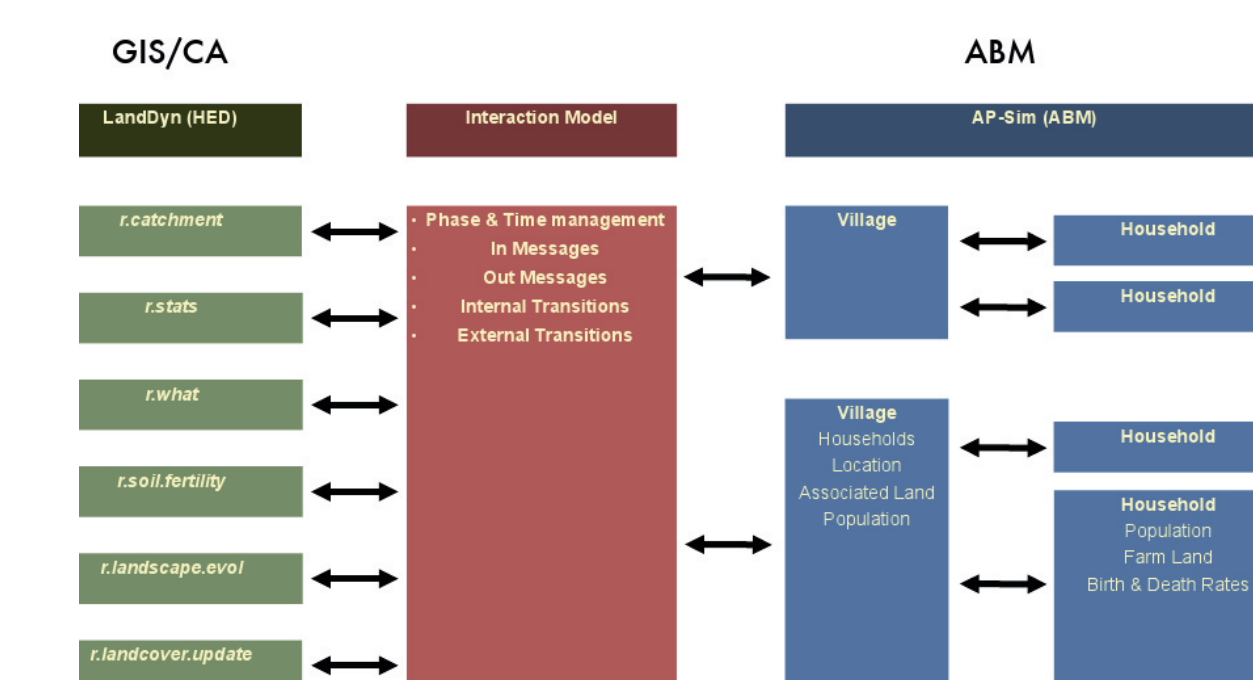 GIS/CA
ABM
LandDyn (HED)
Interaction Model
AP-Sim (ABM)
r.catchment
r.stats
r.what
r.soil.fertility
r.landscape.evol
r.landcover.update
• Phase & Time management
• In Messages
• Out Messages
• Internal Transitions
• External Transitions
Village
Household
Household
Village
Households
Location
Associated Land
Population
Household
Household
Population
Farm Land
Birth & Death Rates